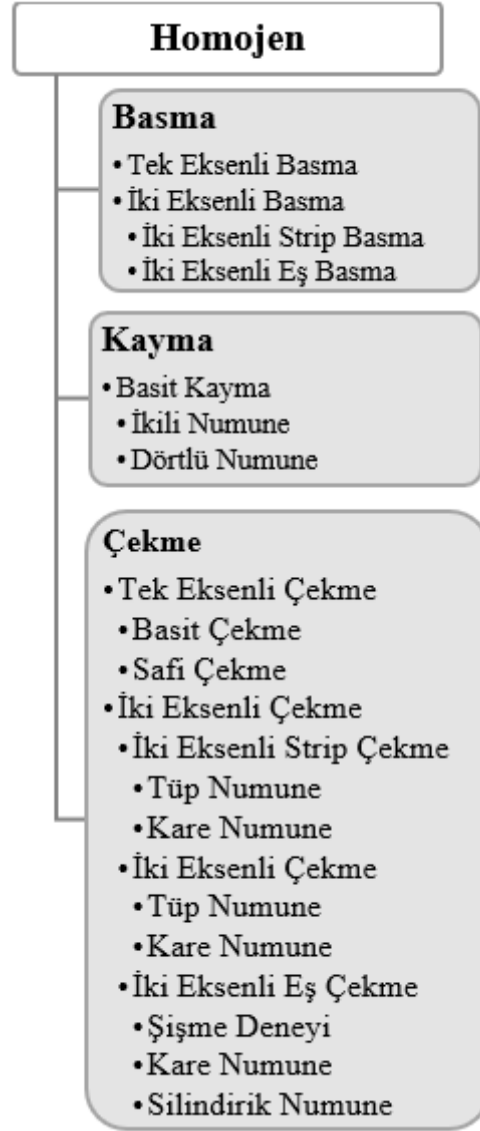 Homojen
Basma
• Tek Eksenli Basma
• İki Eksenli Basma
• İki Eksenli Strip Basma
• İki Eksenli Eş Basma
Kayma
• Basit Kayma
• İkili Numune
• Dörtlü Numune
Çekme
• Tek Eksenli Çekme
• Basit Çekme
• Safi Çekme
• İki Eksenli Çekme
• İki Eksenli Strip Çekme
• Tüp Numune
• Kare Numune
• İki Eksenli Çekme
• Tüp Numune
• Kare Numune
• İki Eksenli Eş Çekme
• Şişme Deneyi
• Kare Numune
• Silindirik Numune